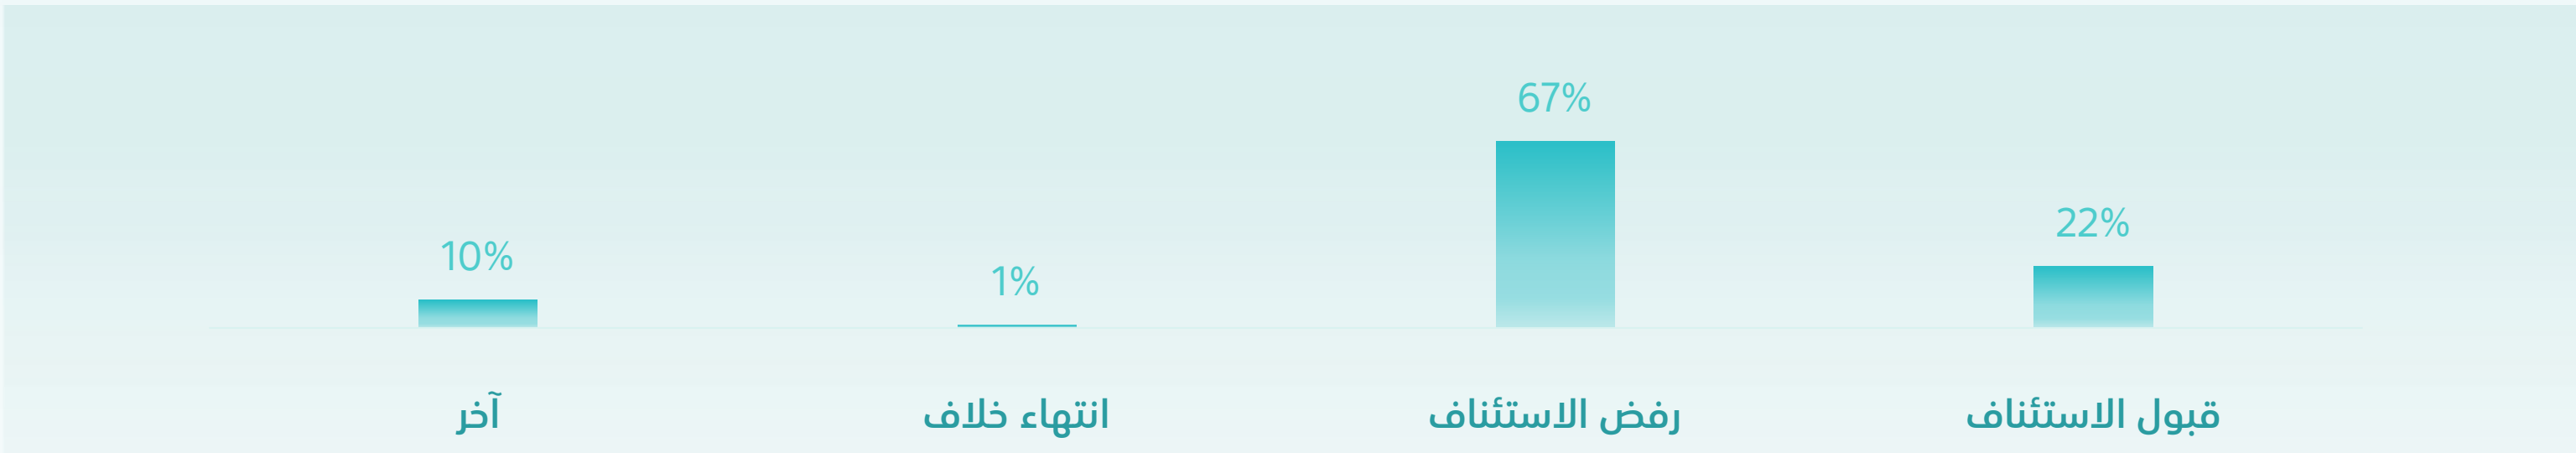 22%
67%
1%
10%
قبول الاستئناف
رفض الاستئناف
انتهاء خلاف
آخر